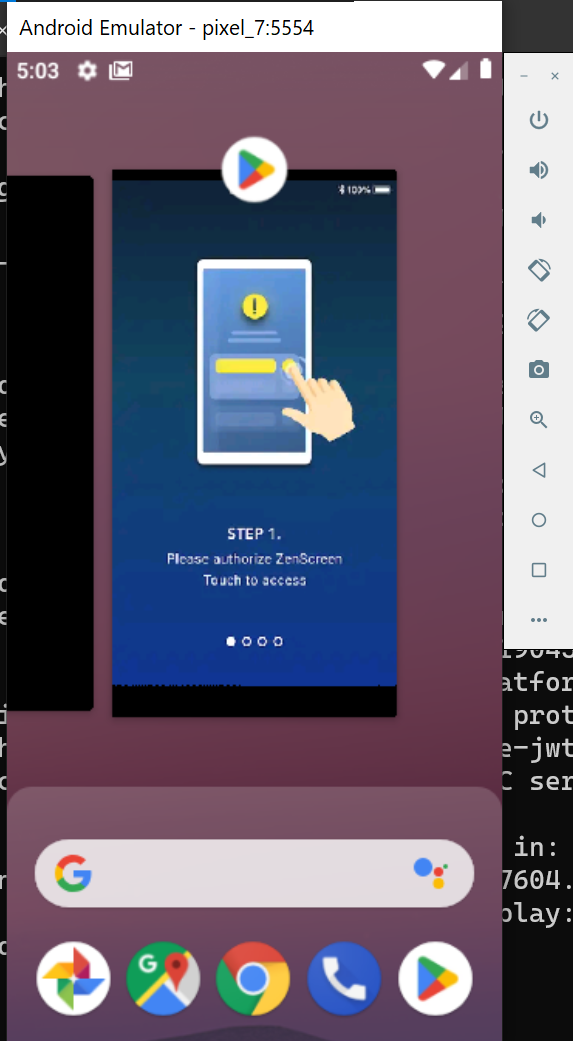 Android Emulator - pixel_7:5554
5:03
100%
STEP 1.
Please authorize ZenScreen
Touch to access
atfor
prot
e-jwt
C ser
in:
7604.
play: